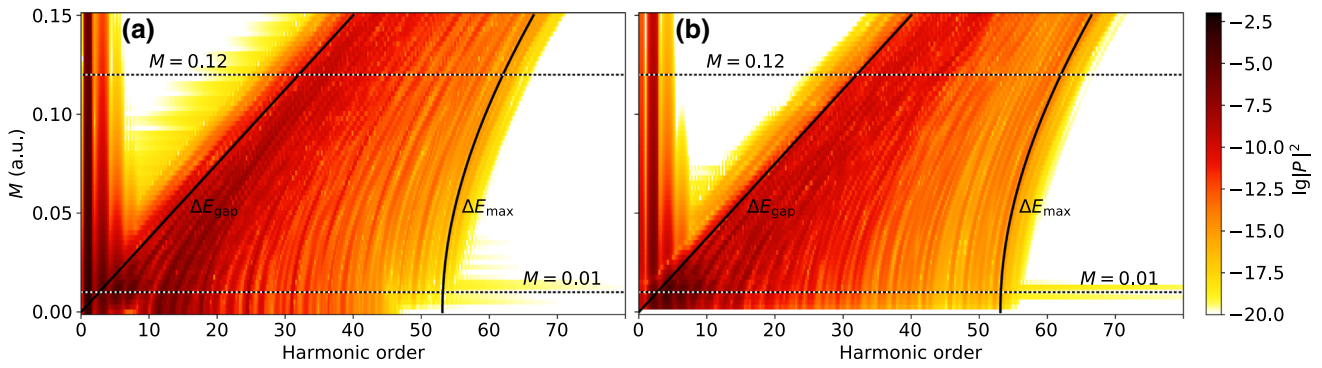 (a)
(b)
M = 0.12
M = 0.12
ΔE_gap
ΔE_max
ΔE_gap
ΔE_max
M = 0.01
M = 0.01
0.15
0.10
0.05
0.00
M (a.u.)
0 10 20 30 40 50 60 70
0 10 20 30 40 50 60 70
Harmonic order
Harmonic order
−2.5
−5.0
−7.5
−10.0
−12.5
−15.0
−17.5
−20.0
lg|P|²